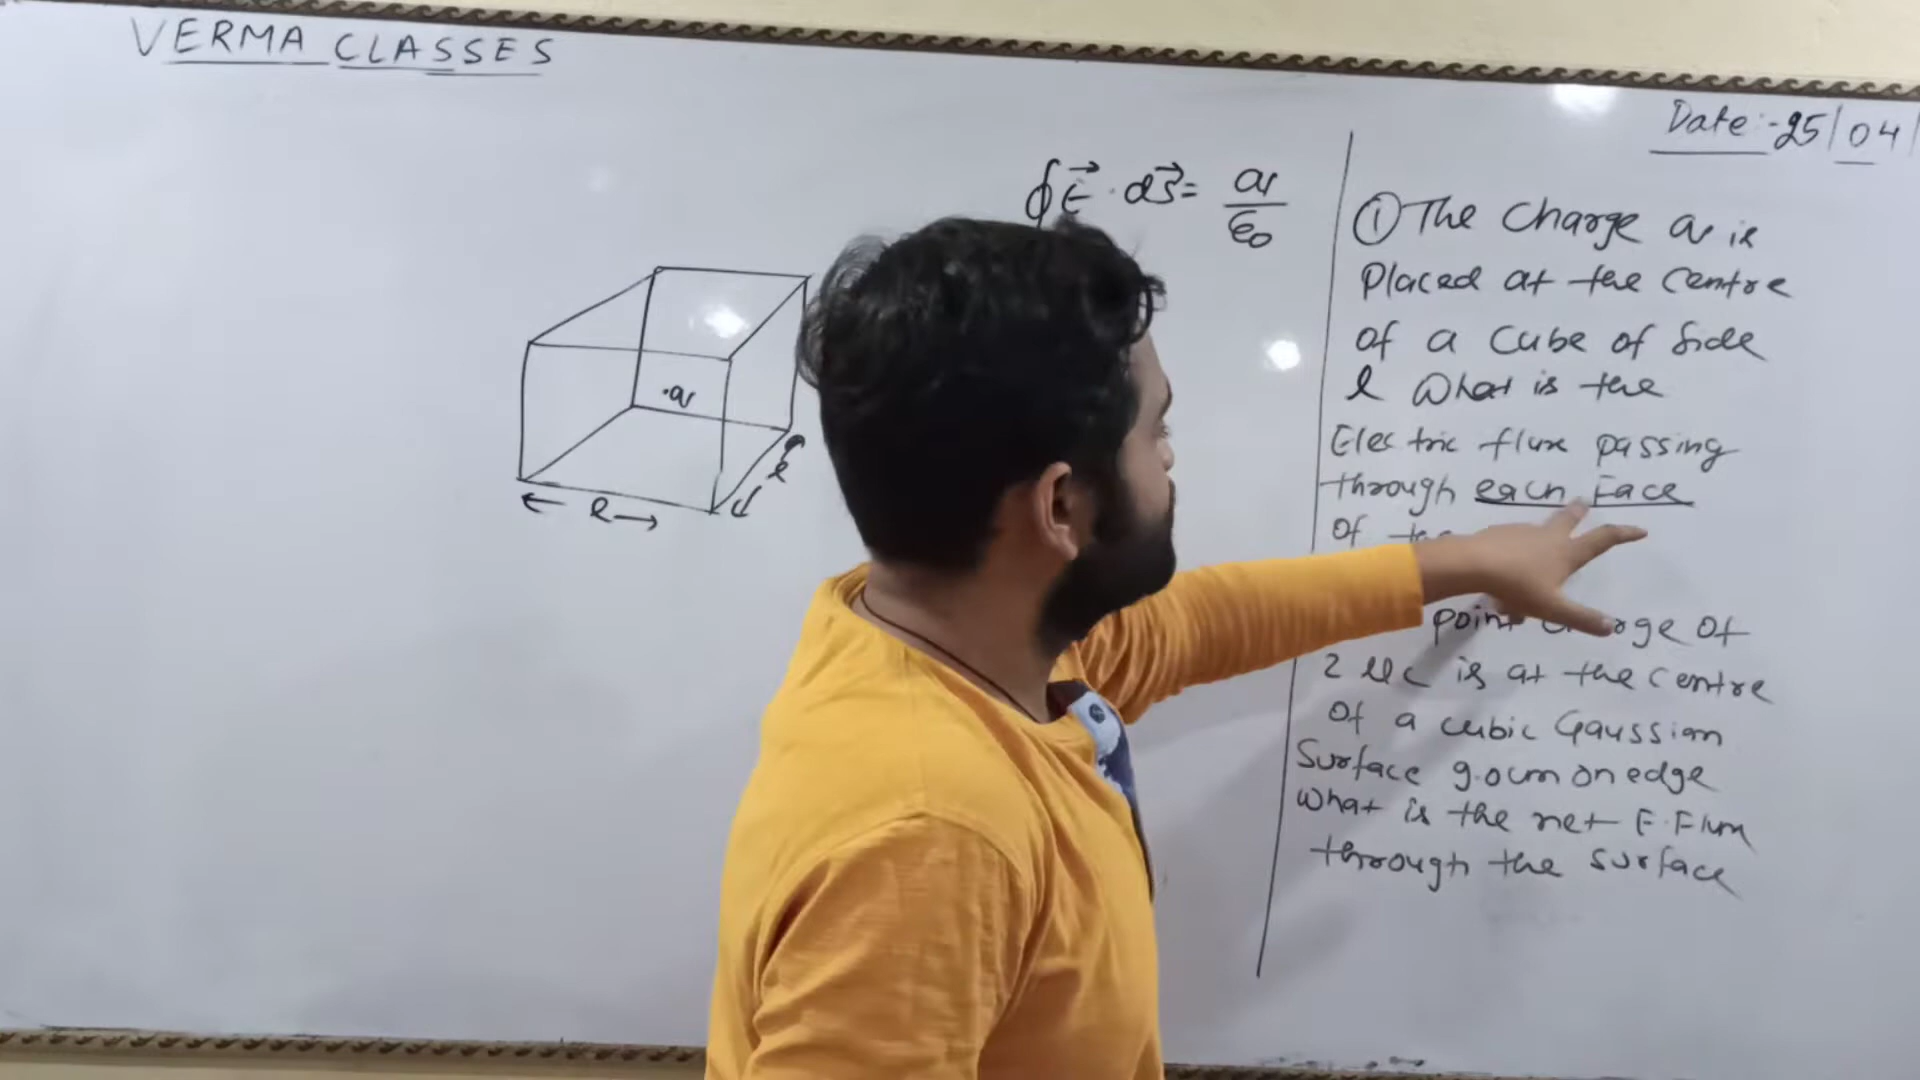 VERMA CLASSES
Date:-25/04/
∮E⃗·dS⃗ = q/ε₀
① The Charge q is
Placed at the Centre
of a Cube of Side
l What is the
Electric flux passing
through each Face
Of
point of
2 μc is at the centre
Of a cubic Gaussian
Surface 9.0cm on edge
What is the net E.Flux
through the surface
.q
l
l